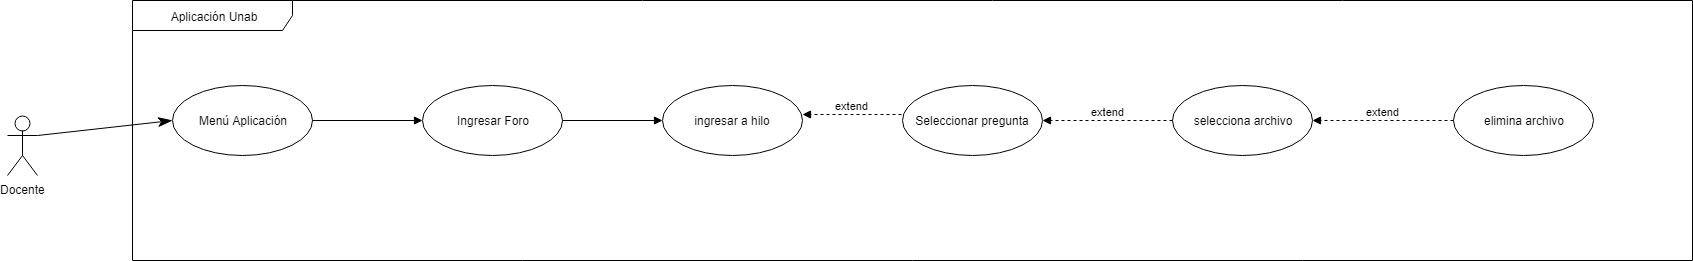 Aplicación Unab
Docente
Menú Aplicación
Ingresar Foro
ingresar a hilo
extend
Seleccionar pregunta
extend
selecciona archivo
extend
elimina archivo